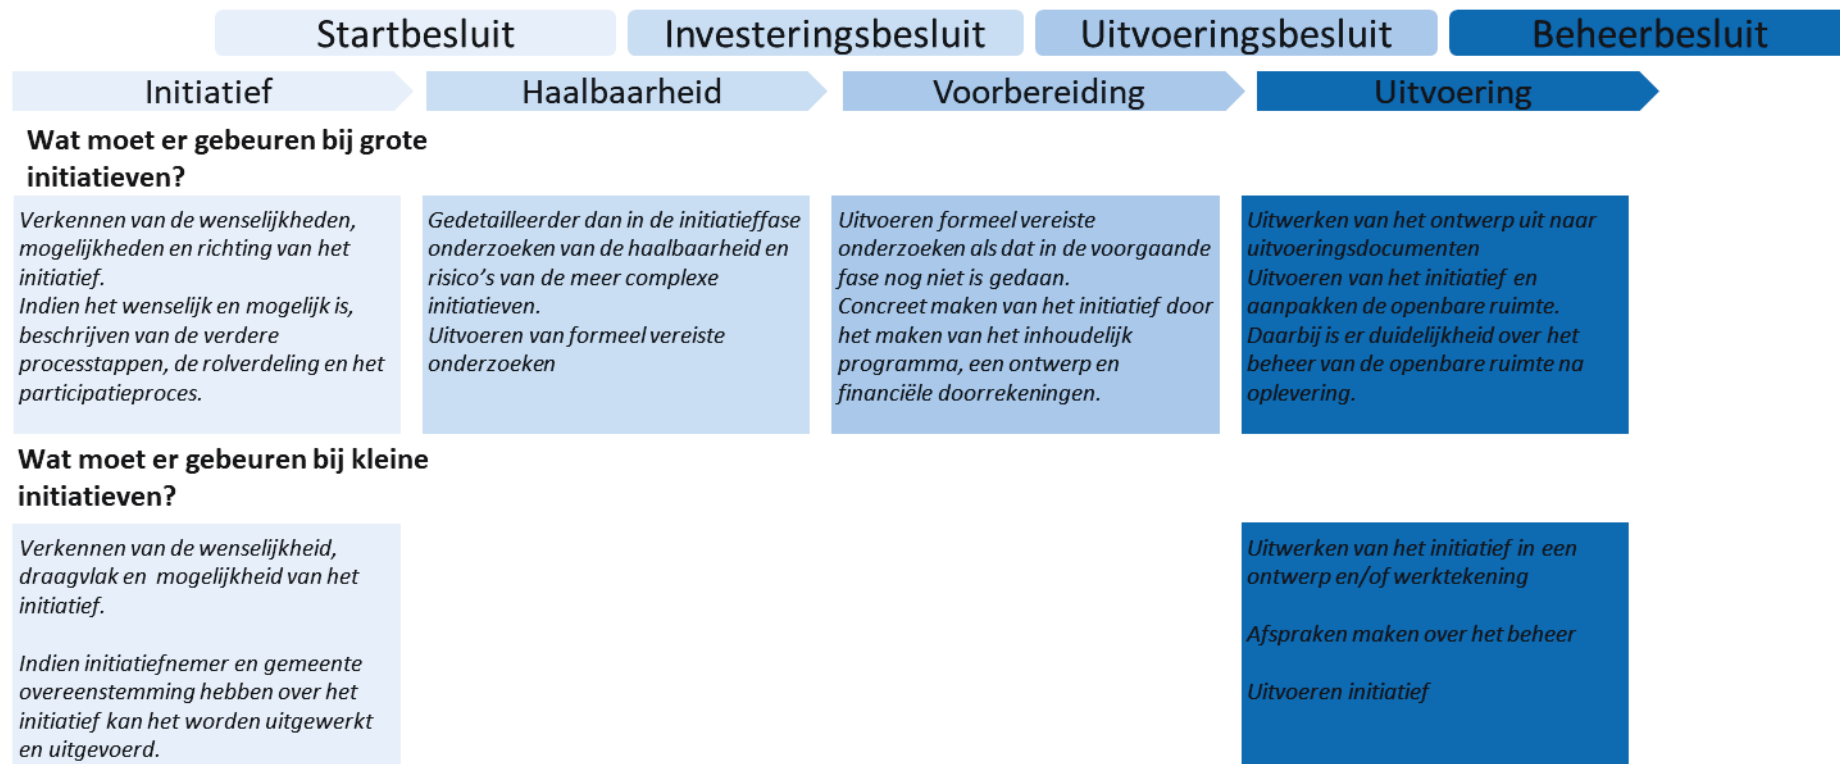 Startbesluit
Investeringsbesluit
Uitvoeringsbesluit
Beheerbesluit
Initiatief
Haalbaarheid
Voorbereiding
Uitvoering
Wat moet er gebeuren bij grote
initiatieven?
Verkennen van de wenselijkheden,
mogelijkheden en richting van het
initiatief.
Indien het wenselijk en mogelijk is,
beschrijven van de verdere
processtappen, de rolverdeling en het
participatieproces.
Gedetailleerder dan in de initiatieffase
onderzoeken van de haalbaarheid en
risico's van de meer complexe
initiatieven.
Uitvoeren van formeel vereiste
onderzoeken
Uitvoeren formeel vereiste
onderzoeken als dat in de voorgaande
fase nog niet is gedaan.
Concreet maken van het initiatief door
het maken van het inhoudelijk
programma, een ontwerp en
financiële doorrekeningen.
Uitwerken van het ontwerp uit naar
uitvoeringsdocumenten
Uitvoeren van het initiatief en
aanpakken de openbare ruimte.
Daarbij is er duidelijkheid over het
beheer van de openbare ruimte na
oplevering.
Wat moet er gebeuren bij kleine
initiatieven?
Verkennen van de wenselijkheid,
draagvlak en mogelijkheid van het
initiatief.
Indien initiatiefnemer en gemeente
overeenstemming hebben over het
initiatief kan het worden uitgewerkt
en uitgevoerd.
Uitwerken van het initiatief in een
ontwerp en/of werktekening
Afspraken maken over het beheer
Uitvoeren initiatief